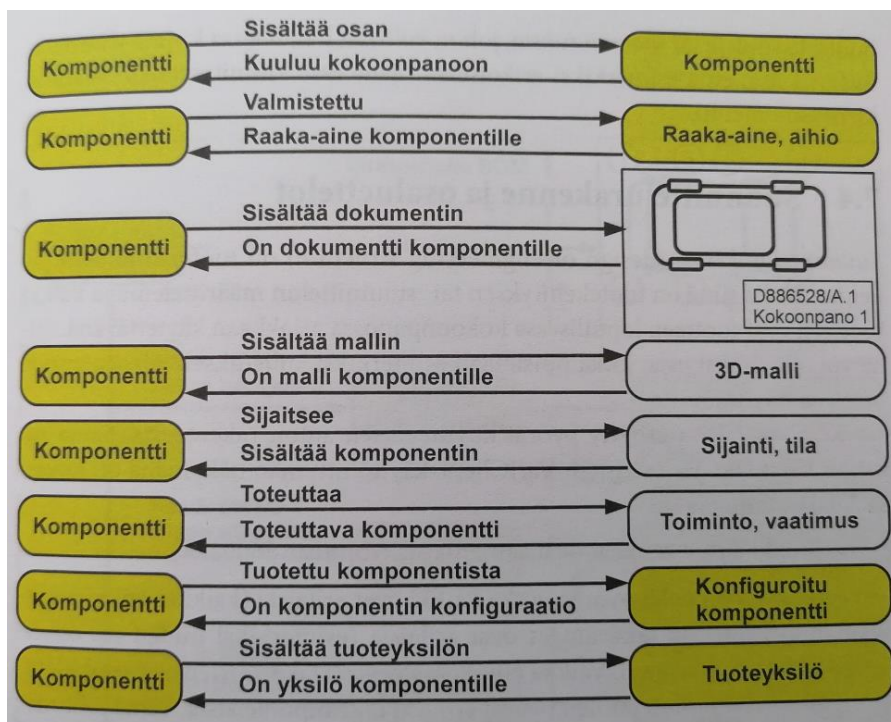 Sisältää osan
Komponentti
Kuuluu kokoonpanoon
Komponentti
Valmistettu
Komponentti
Raaka-aine komponentille
Raaka-aine, aihio
Sisältää dokumentin
Komponentti
On dokumentti komponentille
D886528/A.1
Kokoonpano 1
Sisältää mallin
Komponentti
On malli komponentille
3D-malli
Sijaitsee
Komponentti
Sisältää komponentin
Sijainti, tila
Toteuttaa
Komponentti
Toteuttava komponentti
Toiminto, vaatimus
Tuotettu komponentista
Komponentti
On komponentin konfiguraatio
Konfiguroitu
komponentti
Sisältää tuoteyksilön
Komponentti
On yksilö komponentille
Tuoteyksilö